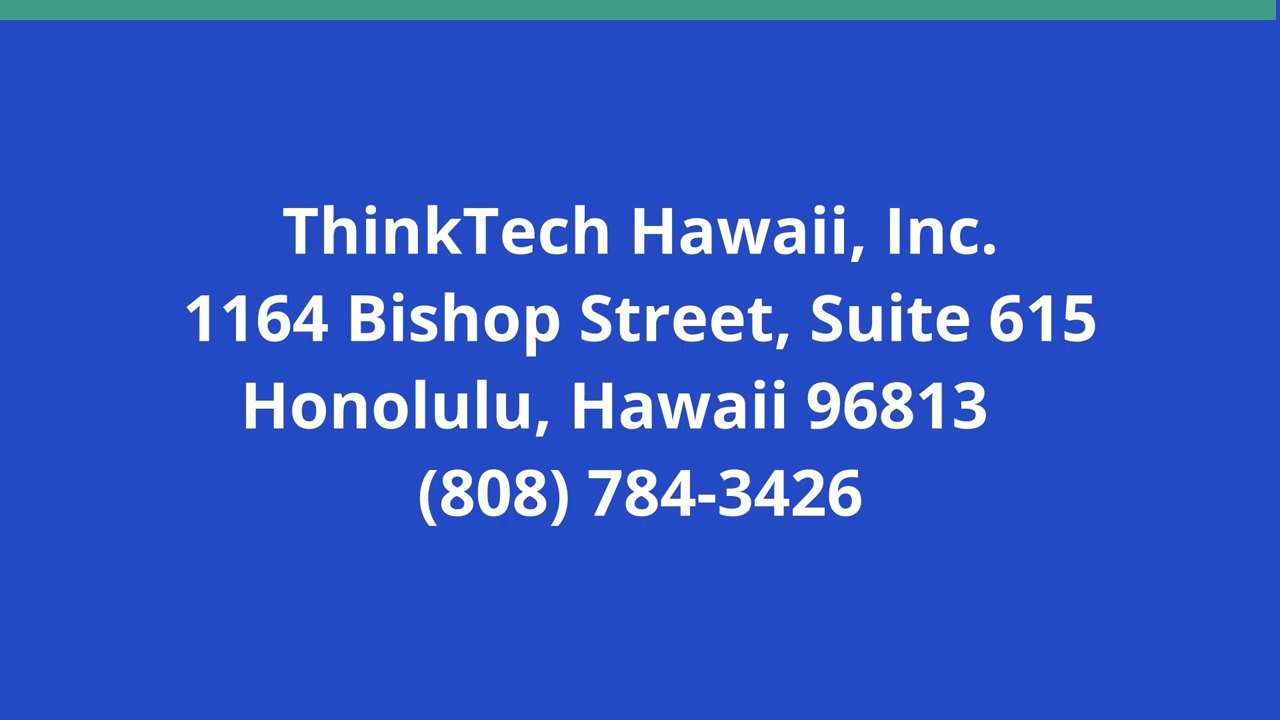 ThinkTech Hawaii, Inc.
1164 Bishop Street, Suite 615
Honolulu, Hawaii 96813
(808) 784-3426